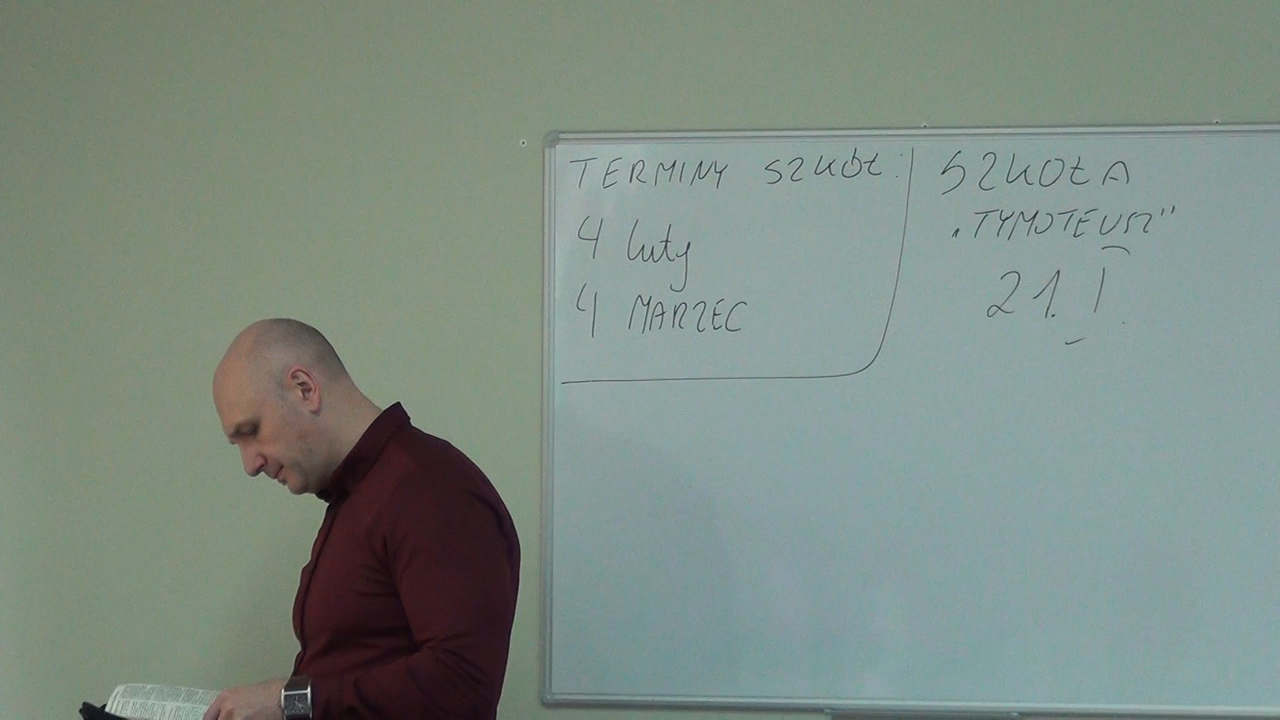 TERMINY SZKÓŁ:
4 luty
4 MARZEC
SZKOŁA
„TYMOTEUSZ”
21. I